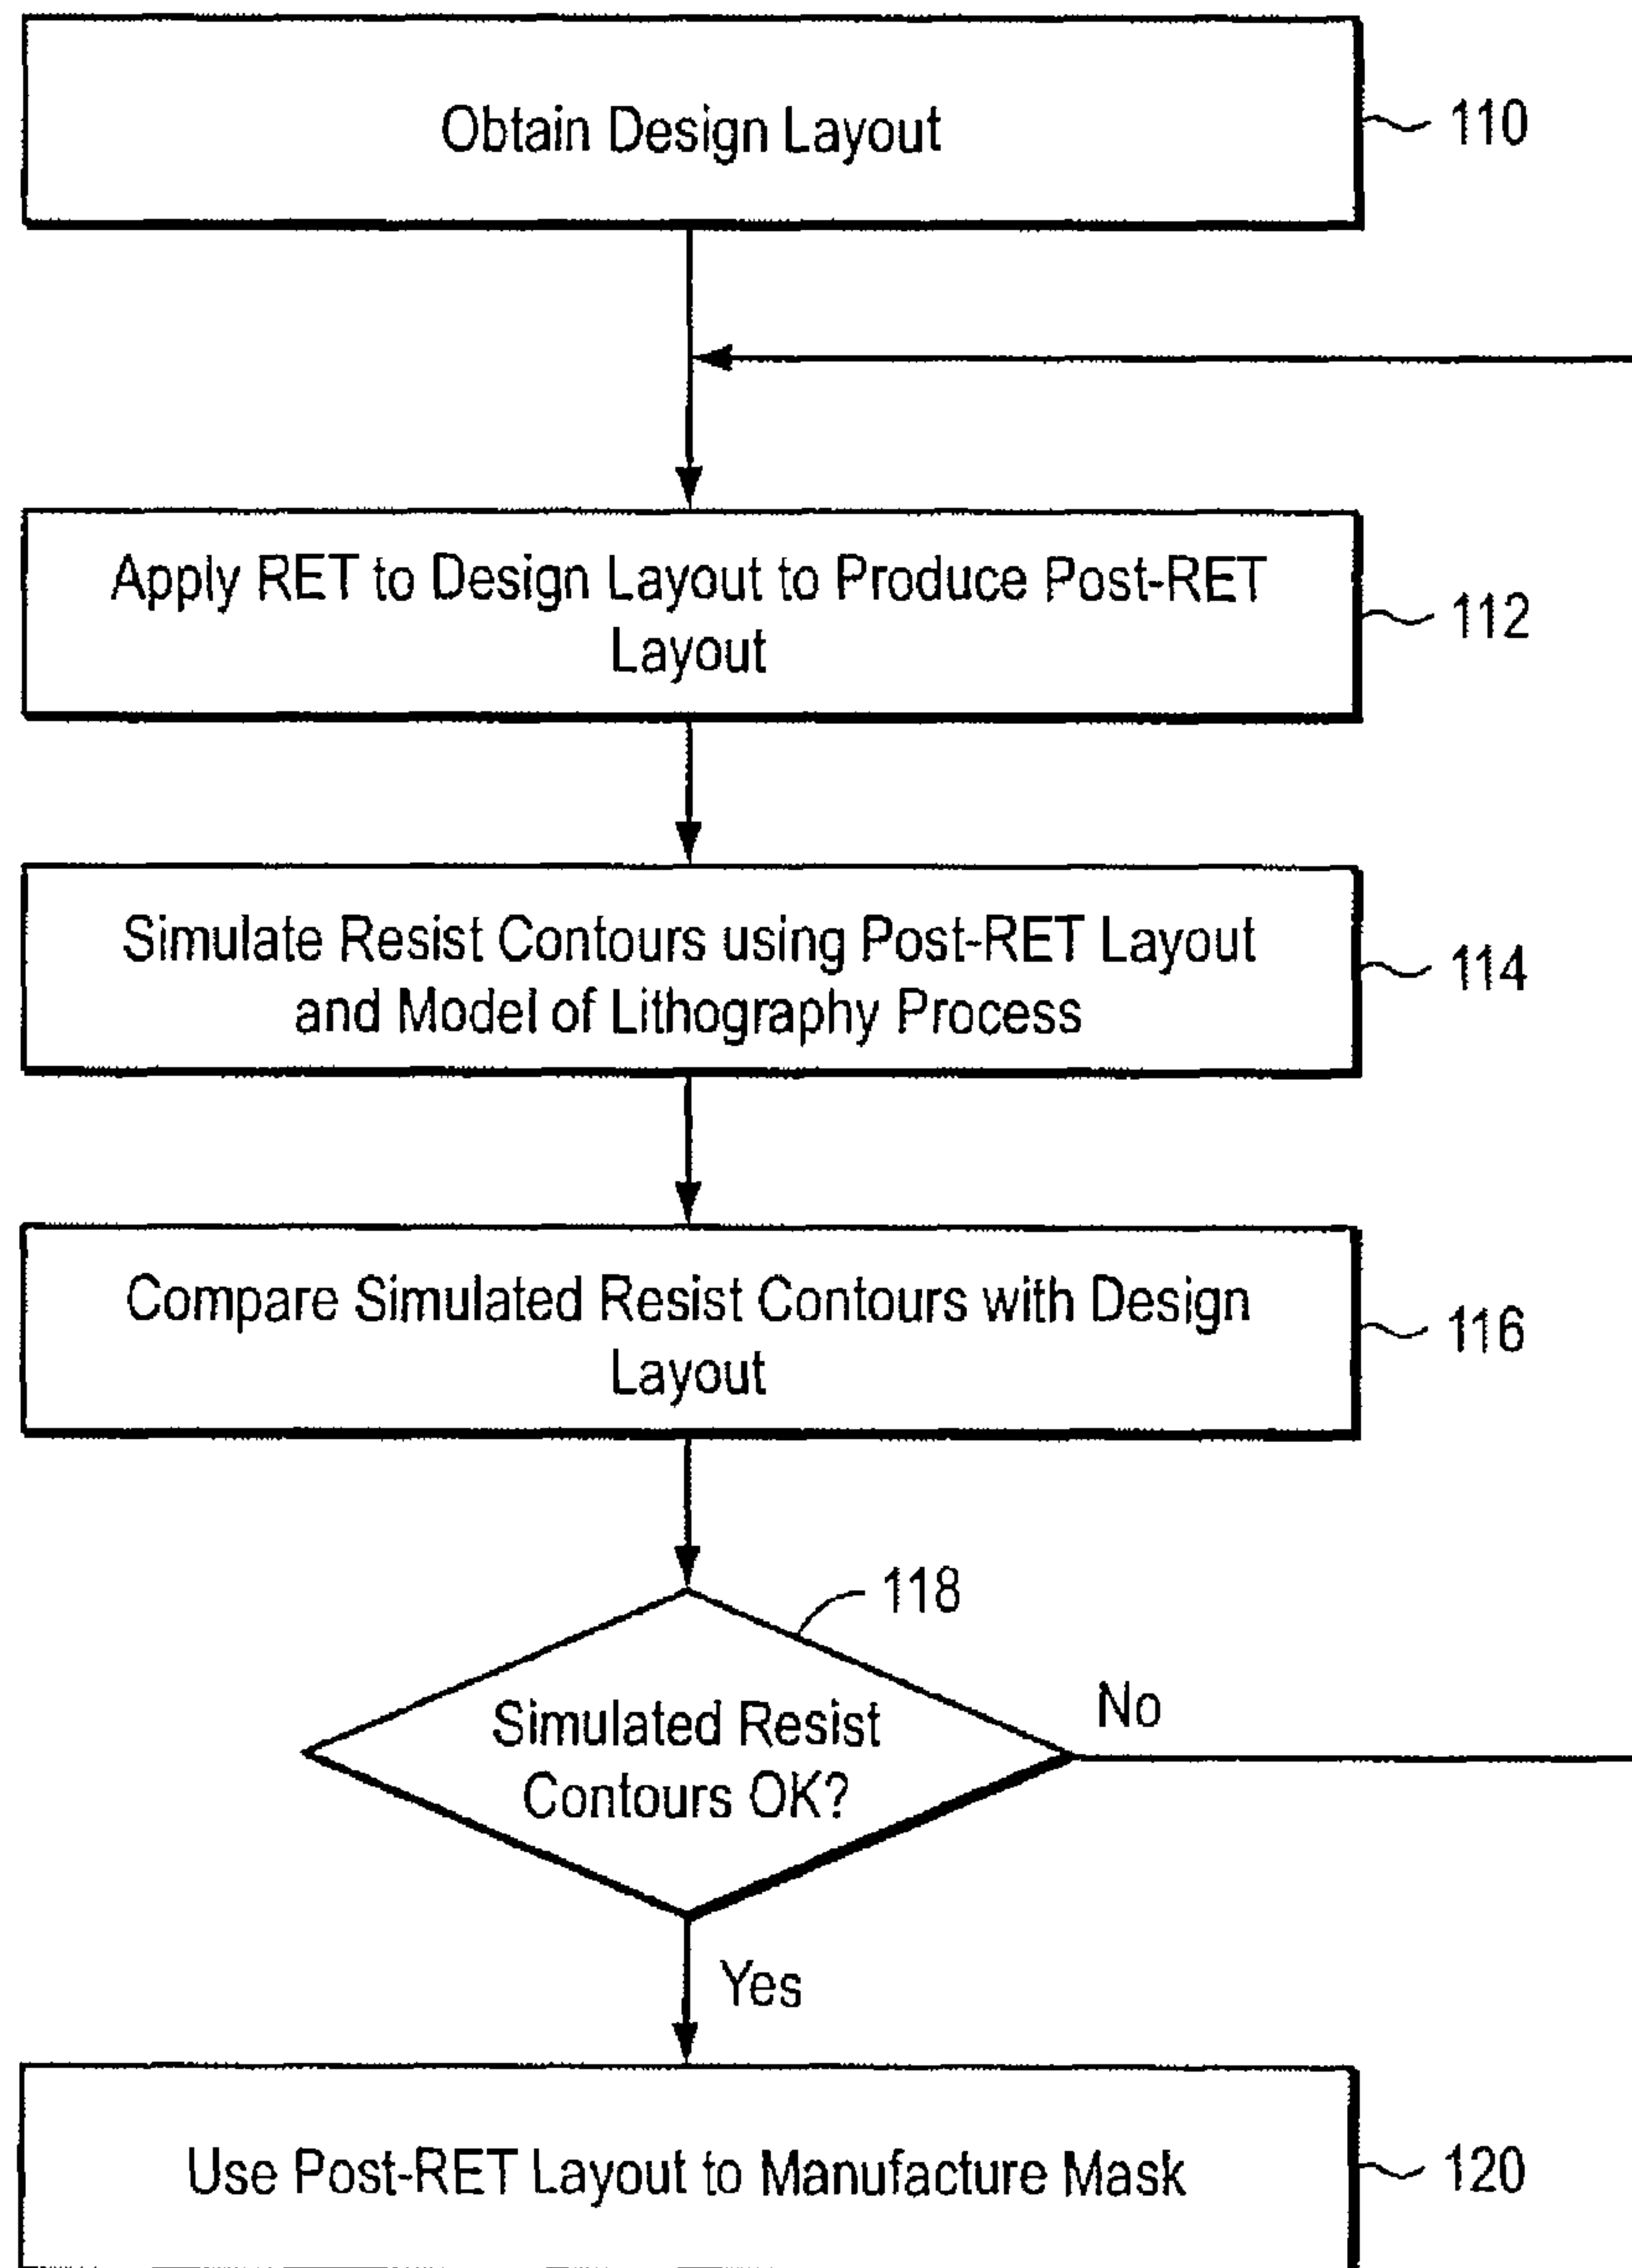 Obtain Design Layout
110
Apply RET to Design Layout to Produce Post-RET
Layout
112
Simulate Resist Contours using Post-RET Layout
and Model of Lithography Process
114
Compare Simulated Resist Contours with Design
Layout
116
118
Simulated Resist
Contours OK?
No
Yes
Use Post-RET Layout to Manufacture Mask
120